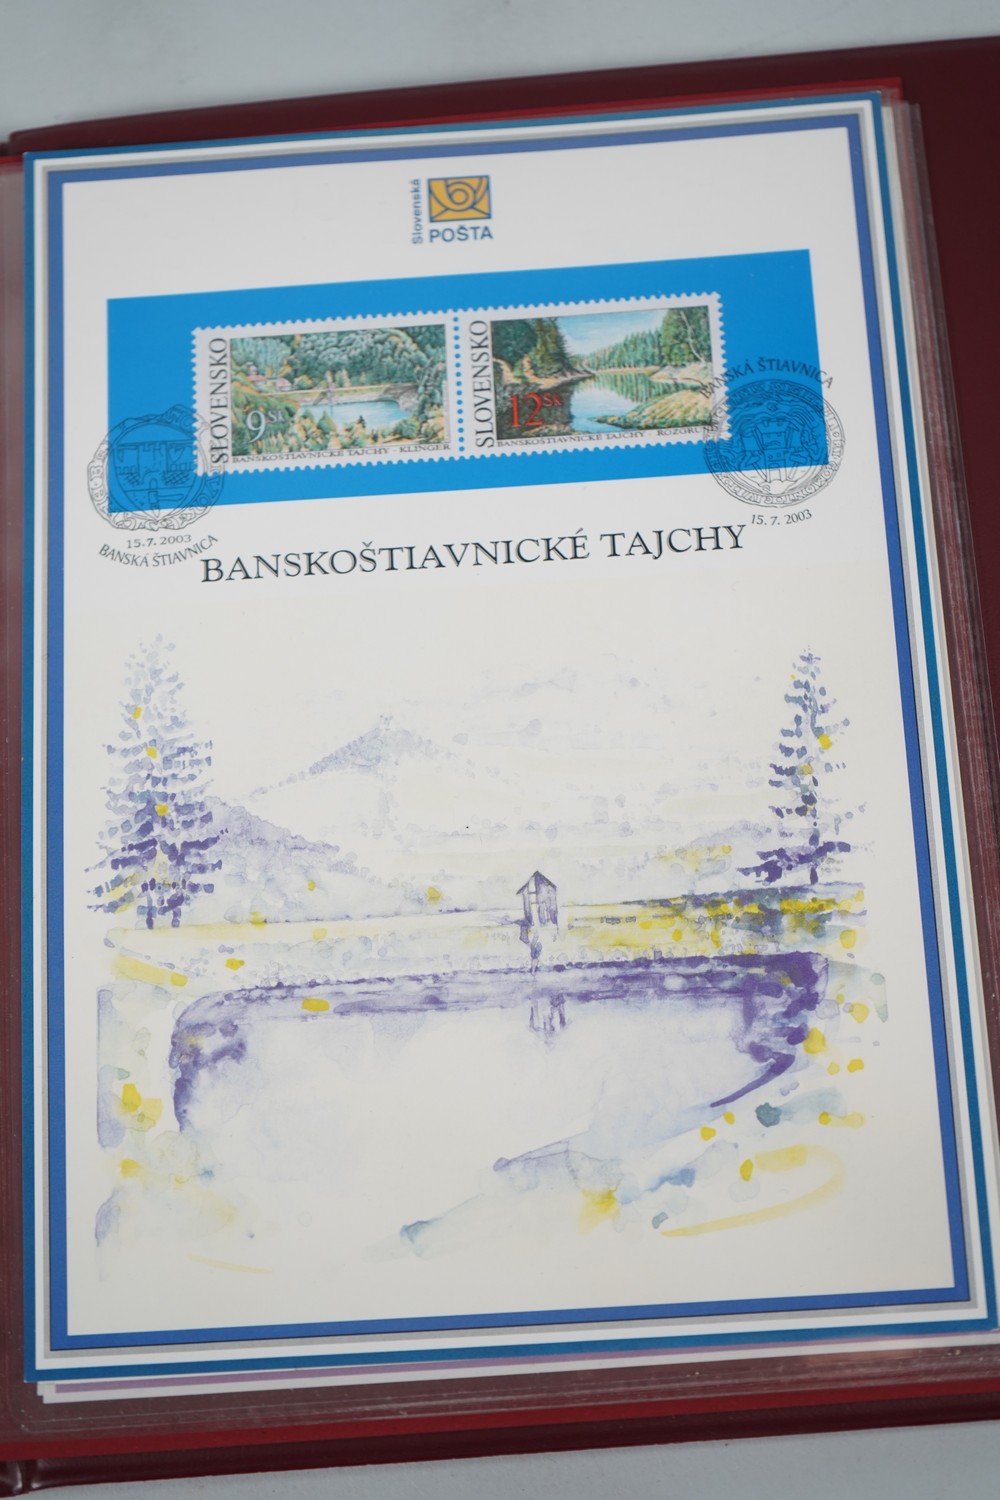 Slovenská
POŠTA
SLOVENSKO
9 Sk
BANSKOŠTIAVNICKÉ TAJCHY - KLINGER
SLOVENSKO
12 Sk
BANSKOŠTIAVNICKÉ TAJCHY - ROZGRUND
15.7.2003
BANSKÁ ŠTIAVNICA
BANSKÁ ŠTIAVNICA
15.7.2003
BANSKOŠTIAVNICKÉ TAJCHY